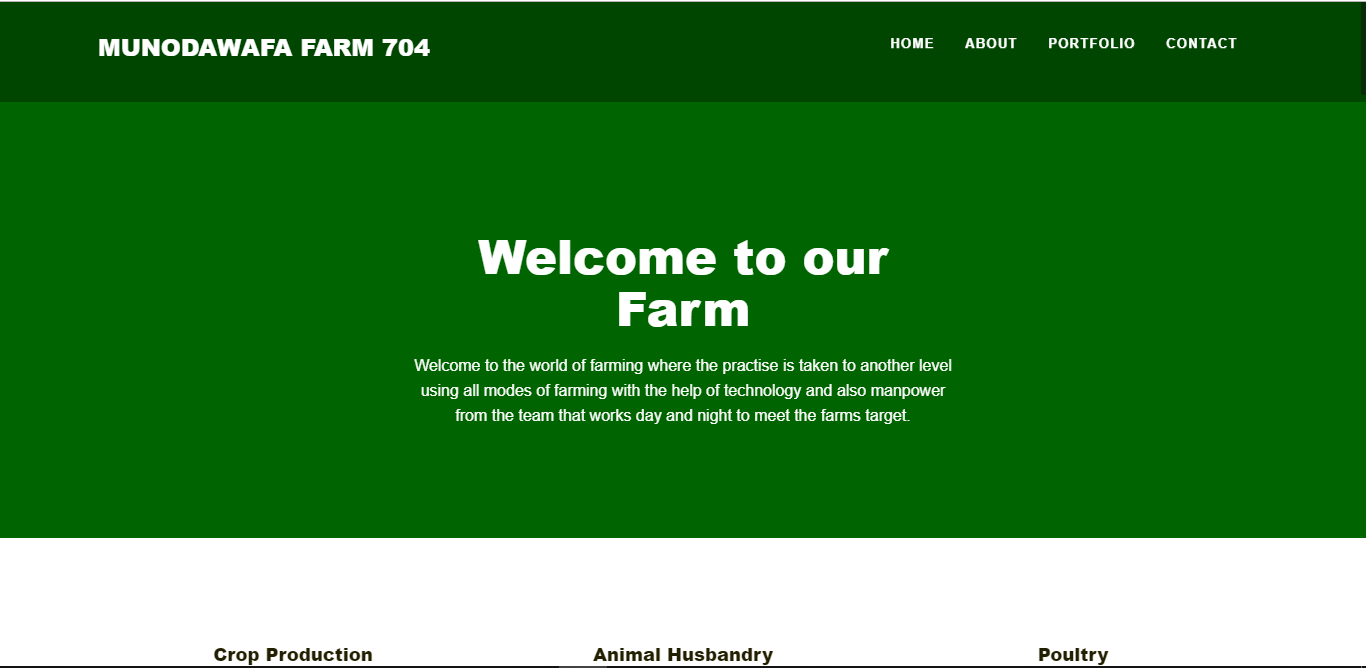 MUNODAWAFA FARM 704
HOME ABOUT PORTFOLIO CONTACT
Welcome to our
Farm
Welcome to the world of farming where the practise is taken to another level
using all modes of farming with the help of technology and also manpower
from the team that works day and night to meet the farms target.
Crop Production
Animal Husbandry
Poultry